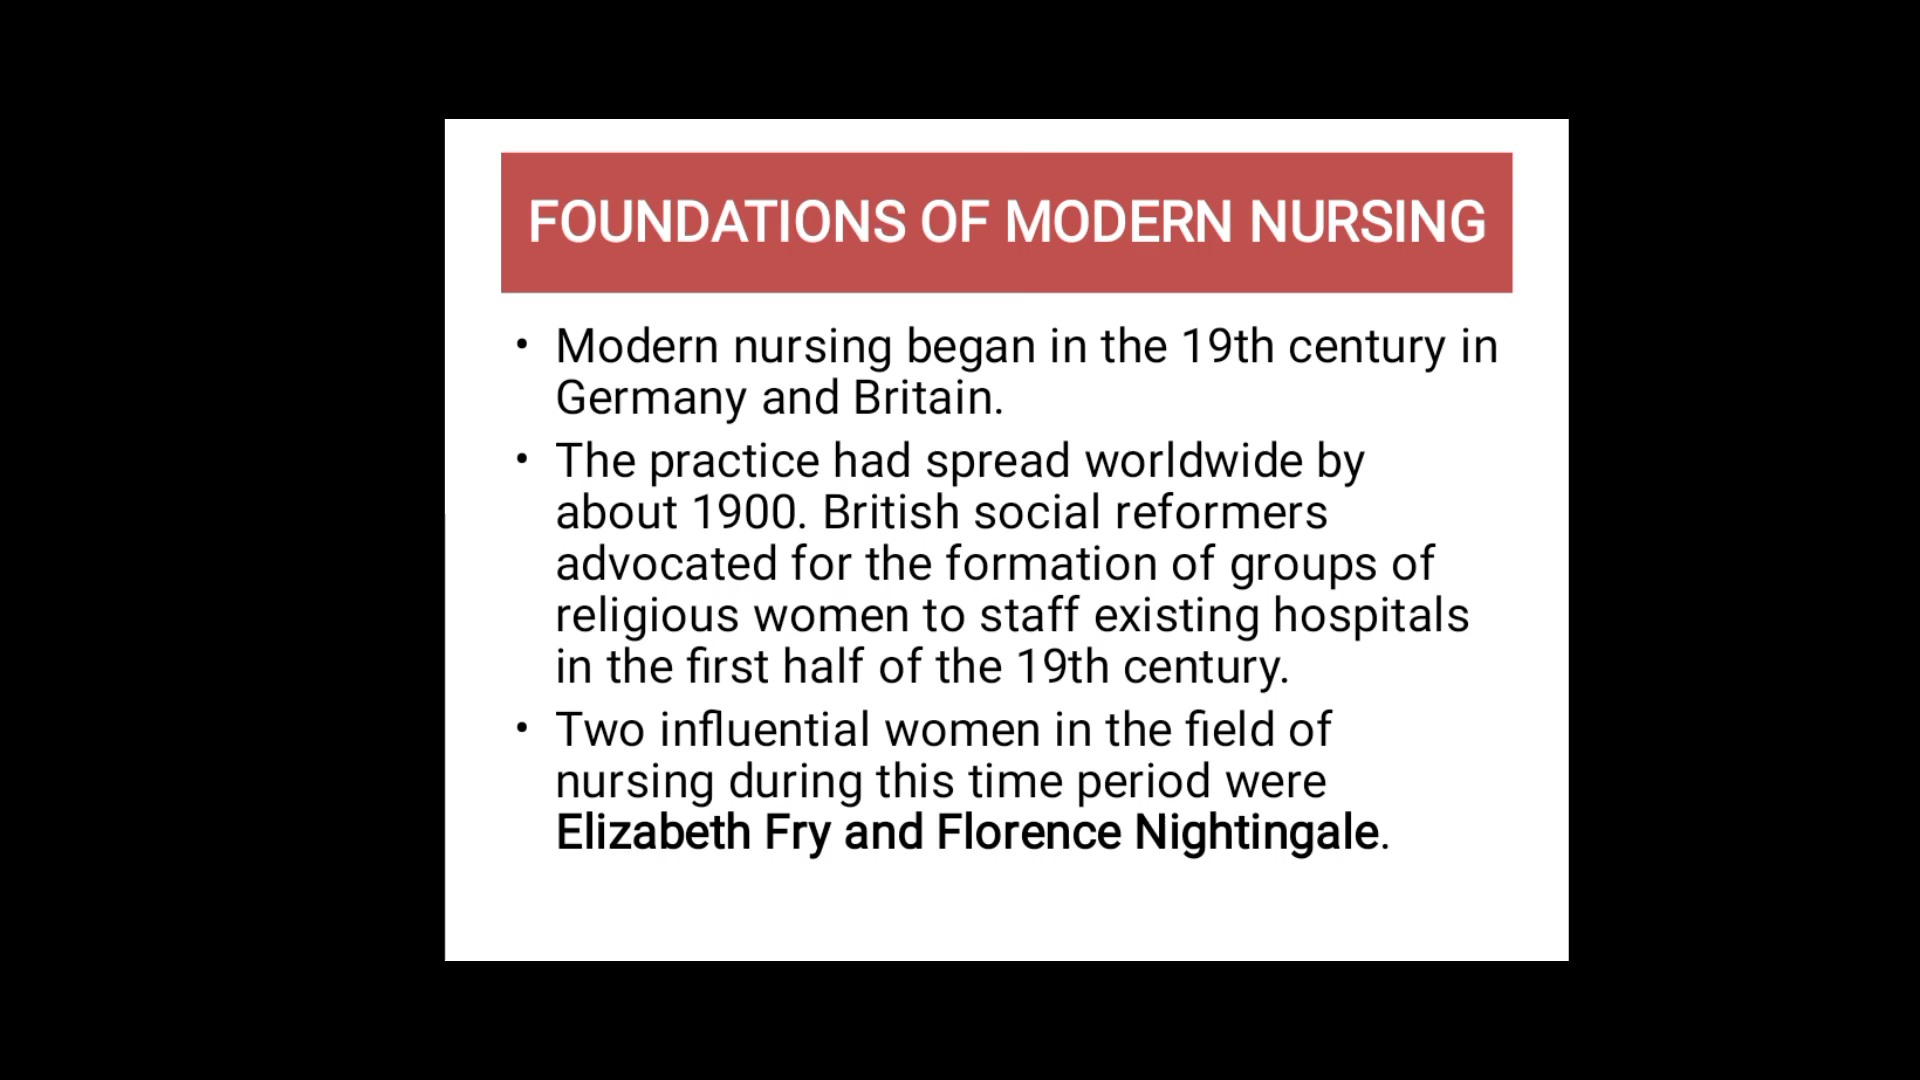 FOUNDATIONS OF MODERN NURSING
• Modern nursing began in the 19th century in
Germany and Britain.
• The practice had spread worldwide by
about 1900. British social reformers
advocated for the formation of groups of
religious women to staff existing hospitals
in the first half of the 19th century.
• Two influential women in the field of
nursing during this time period were
Elizabeth Fry and Florence Nightingale.